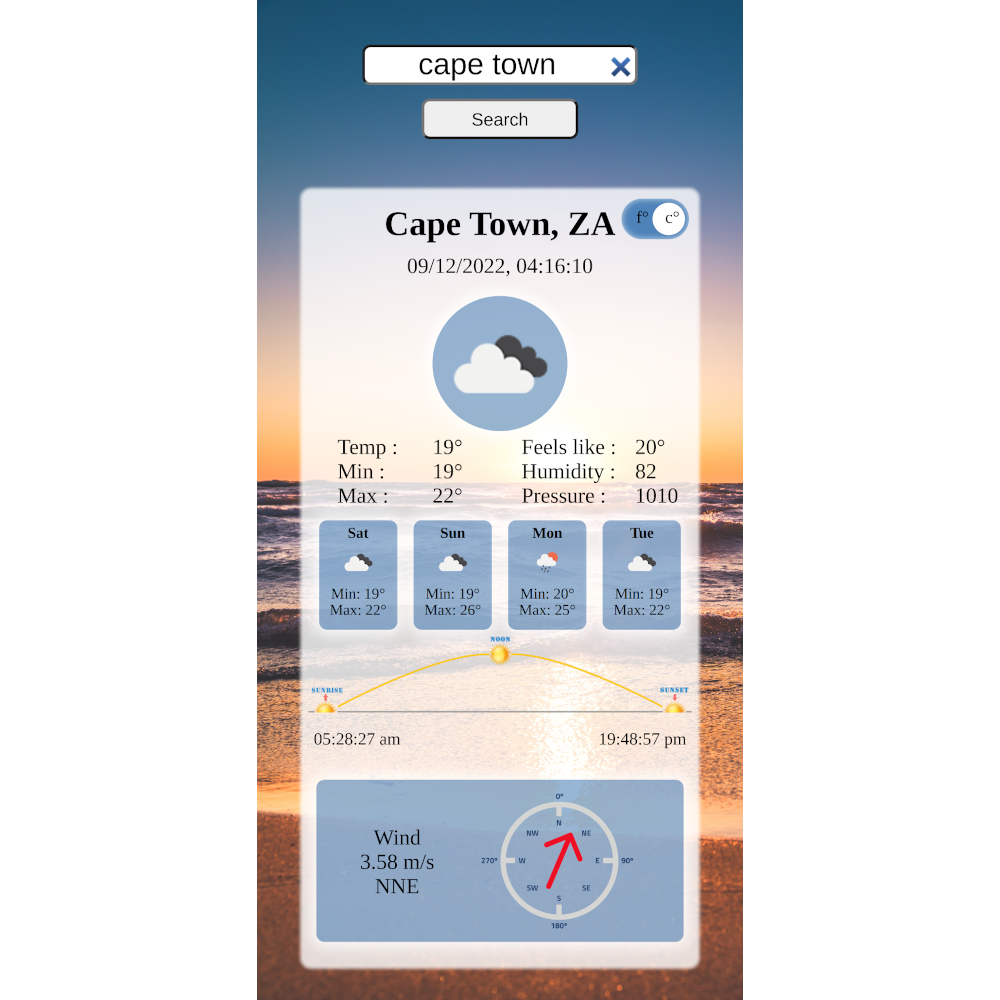 cape town
Search
Cape Town, ZA
f° c°
09/12/2022, 04:16:10
Temp : 19° Feels like : 20°
Min : 19° Humidity : 82
Max : 22° Pressure : 1010
Sat Sun Mon Tue
Min: 19° Min: 19° Min: 20° Min: 19°
Max: 22° Max: 26° Max: 25° Max: 22°
NOON
SUNRISE SUNSET
05:28:27 am 19:48:57 pm
Wind
3.58 m/s
NNE
0°
N
NW NE
270° W E 90°
SW SE
S
180°